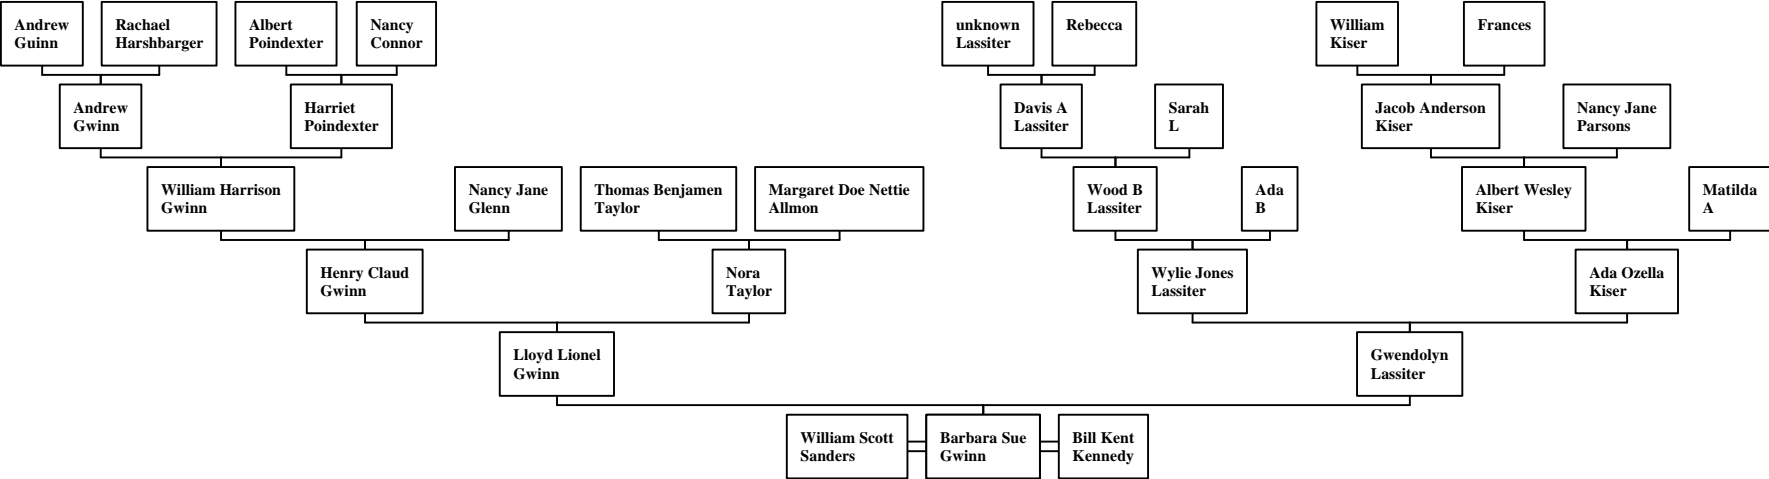 Andrew
Guinn
Rachael
Harshbarger
Albert
Poindexter
Nancy
Connor
unknown
Lassiter
Rebecca
William
Kiser
Frances
Andrew
Gwinn
Harriet
Poindexter
Davis A
Lassiter
Sarah
L
Jacob Anderson
Kiser
Nancy Jane
Parsons
William Harrison
Gwinn
Nancy Jane
Glenn
Thomas Benjamen
Taylor
Margaret Doe Nettie
Allmon
Wood B
Lassiter
Ada
B
Albert Wesley
Kiser
Matilda
A
Henry Claud
Gwinn
Nora
Taylor
Wylie Jones
Lassiter
Ada Ozella
Kiser
Lloyd Lionel
Gwinn
Gwendolyn
Lassiter
William Scott
Sanders
Barbara Sue
Gwinn
Bill Kent
Kennedy